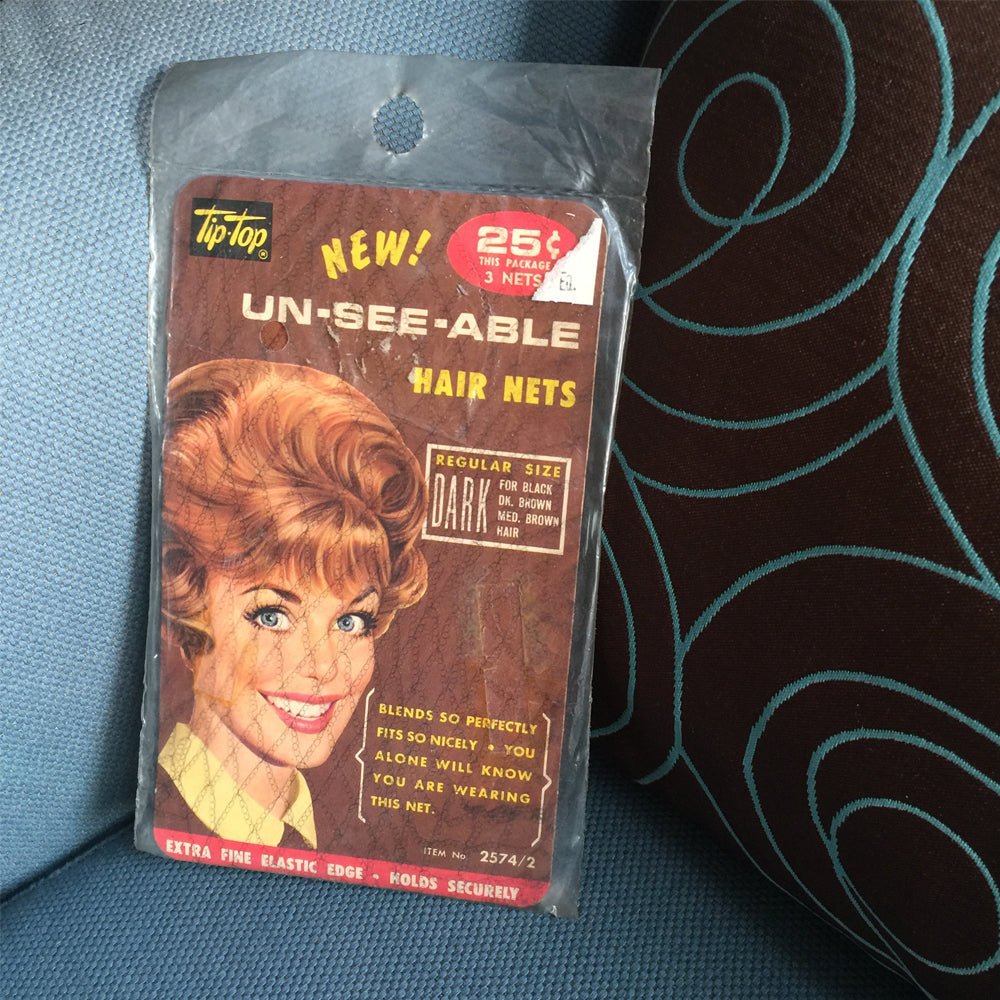 Tip-Top
®
NEW!
25¢
THIS PACKAGE
3 NETS
EQ.
UN-SEE-ABLE
HAIR NETS
REGULAR SIZE
DARK
FOR BLACK
DK. BROWN
MED. BROWN
HAIR
BLENDS SO PERFECTLY
FITS SO NICELY • YOU
ALONE WILL KNOW
YOU ARE WEARING
THIS NET.
ITEM No 2574/2
EXTRA FINE ELASTIC EDGE • HOLDS SECURELY